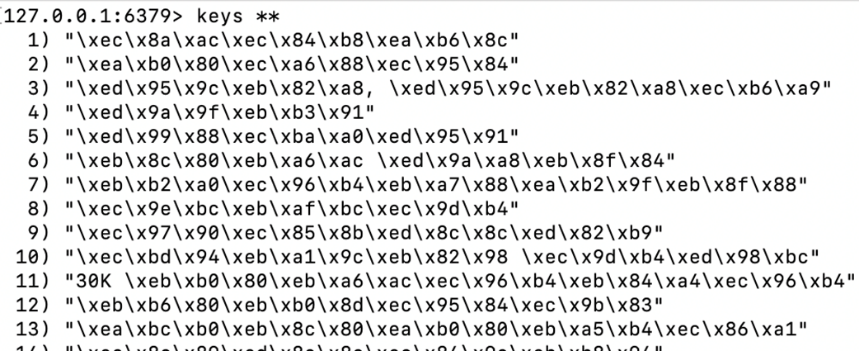 [127.0.0.1:6379> keys **
1) "\xec\x8a\xac\xec\x84\xb8\xea\xb6\x8c"
2) "\xea\xb0\x80\xec\xa6\x88\xec\x95\x84"
3) "\xed\x95\x9c\xeb\x82\xa8, \xed\x95\x9c\xeb\x82\xa8\xec\xb6\xa9"
4) "\xed\x9a\x9f\xeb\xb3\x91"
5) "\xed\x99\x88\xec\xba\xa0\xed\x95\x91"
6) "\xeb\x8c\x80\xeb\xa6\xac \xed\x9a\xa8\xeb\x8f\x84"
7) "\xeb\xb2\xa0\xec\x96\xb4\xeb\xa7\x88\xea\xb2\x9f\xeb\x8f\x88"
8) "\xec\x9e\xbc\xeb\xaf\xbc\xec\x9d\xb4"
9) "\xec\x97\x90\xec\x85\x8b\xed\x8c\x8c\xed\x82\xb9"
10) "\xec\xbd\x94\xeb\xa1\x9c\xeb\x82\x98 \xec\x9d\xb4\xed\x98\xbc"
11) "30K \xeb\xb0\x80\xeb\xa6\xac\xec\x96\xb4\xeb\x84\xa4\xec\x96\xb4"
12) "\xeb\xb6\x80\xeb\xb0\x8d\xec\x95\x84\xec\x9b\x83"
13) "\xea\xbc\xb0\xeb\x8c\x80\xea\xb0\x80\xeb\xa5\xb4\xec\x86\xa1"